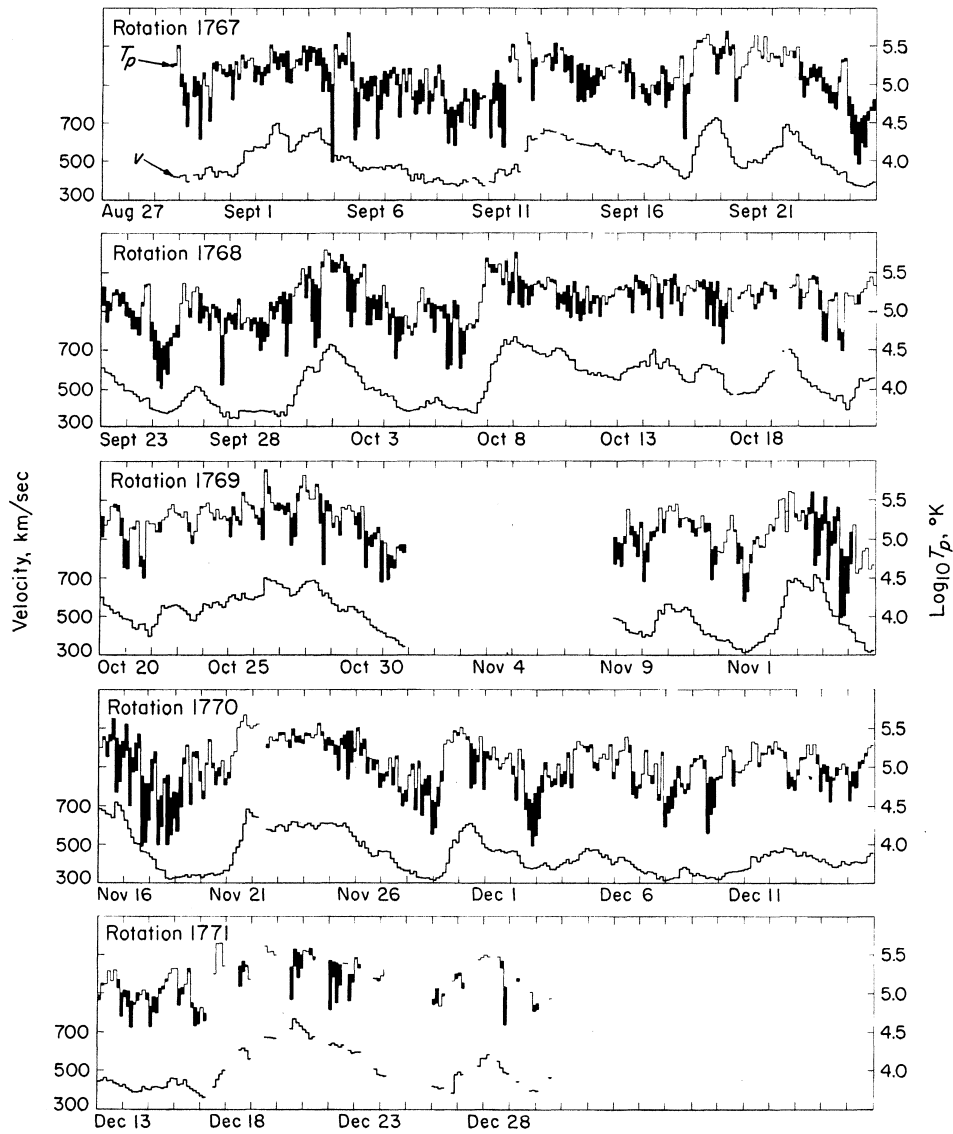 Rotation 1767
Tp
5.5
5.0
700
4.5
500
v
4.0
300
Aug 27 Sept 1 Sept 6 Sept 11 Sept 16 Sept 21
Rotation 1768
5.5
5.0
700
4.5
500
4.0
300
Sept 23 Sept 28 Oct 3 Oct 8 Oct 13 Oct 18
Velocity, km/sec
Rotation 1769
5.5
5.0
700
4.5
500
4.0
300
Log10 Tp, °K
Oct 20 Oct 25 Oct 30 Nov 4 Nov 9 Nov 1
Rotation 1770
5.5
5.0
700
4.5
500
4.0
300
Nov 16 Nov 21 Nov 26 Dec 1 Dec 6 Dec 11
Rotation 1771
5.5
5.0
700
4.5
500
4.0
300
Dec 13 Dec 18 Dec 23 Dec 28